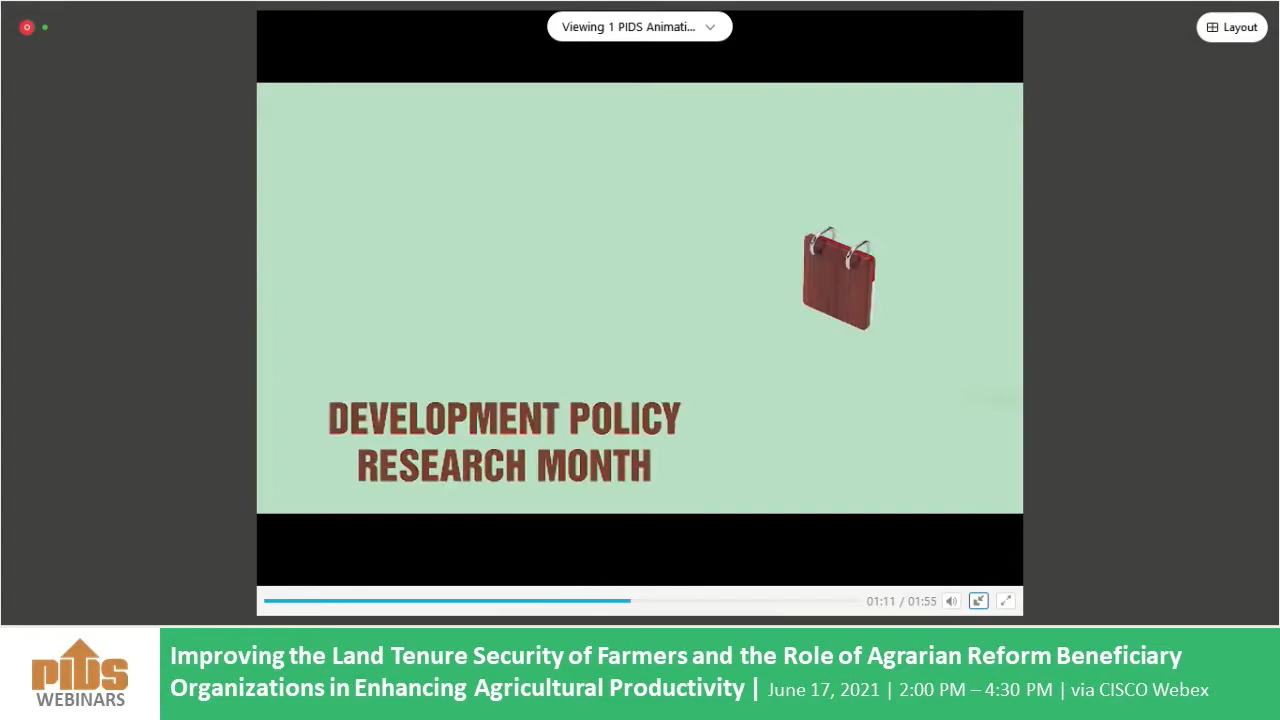 Viewing 1 PIDS Animati...
Layout
DEVELOPMENT POLICY
RESEARCH MONTH
01:11 / 01:55
PIDS
WEBINARS
Improving the Land Tenure Security of Farmers and the Role of Agrarian Reform Beneficiary
Organizations in Enhancing Agricultural Productivity | June 17, 2021 | 2:00 PM – 4:30 PM | via CISCO Webex